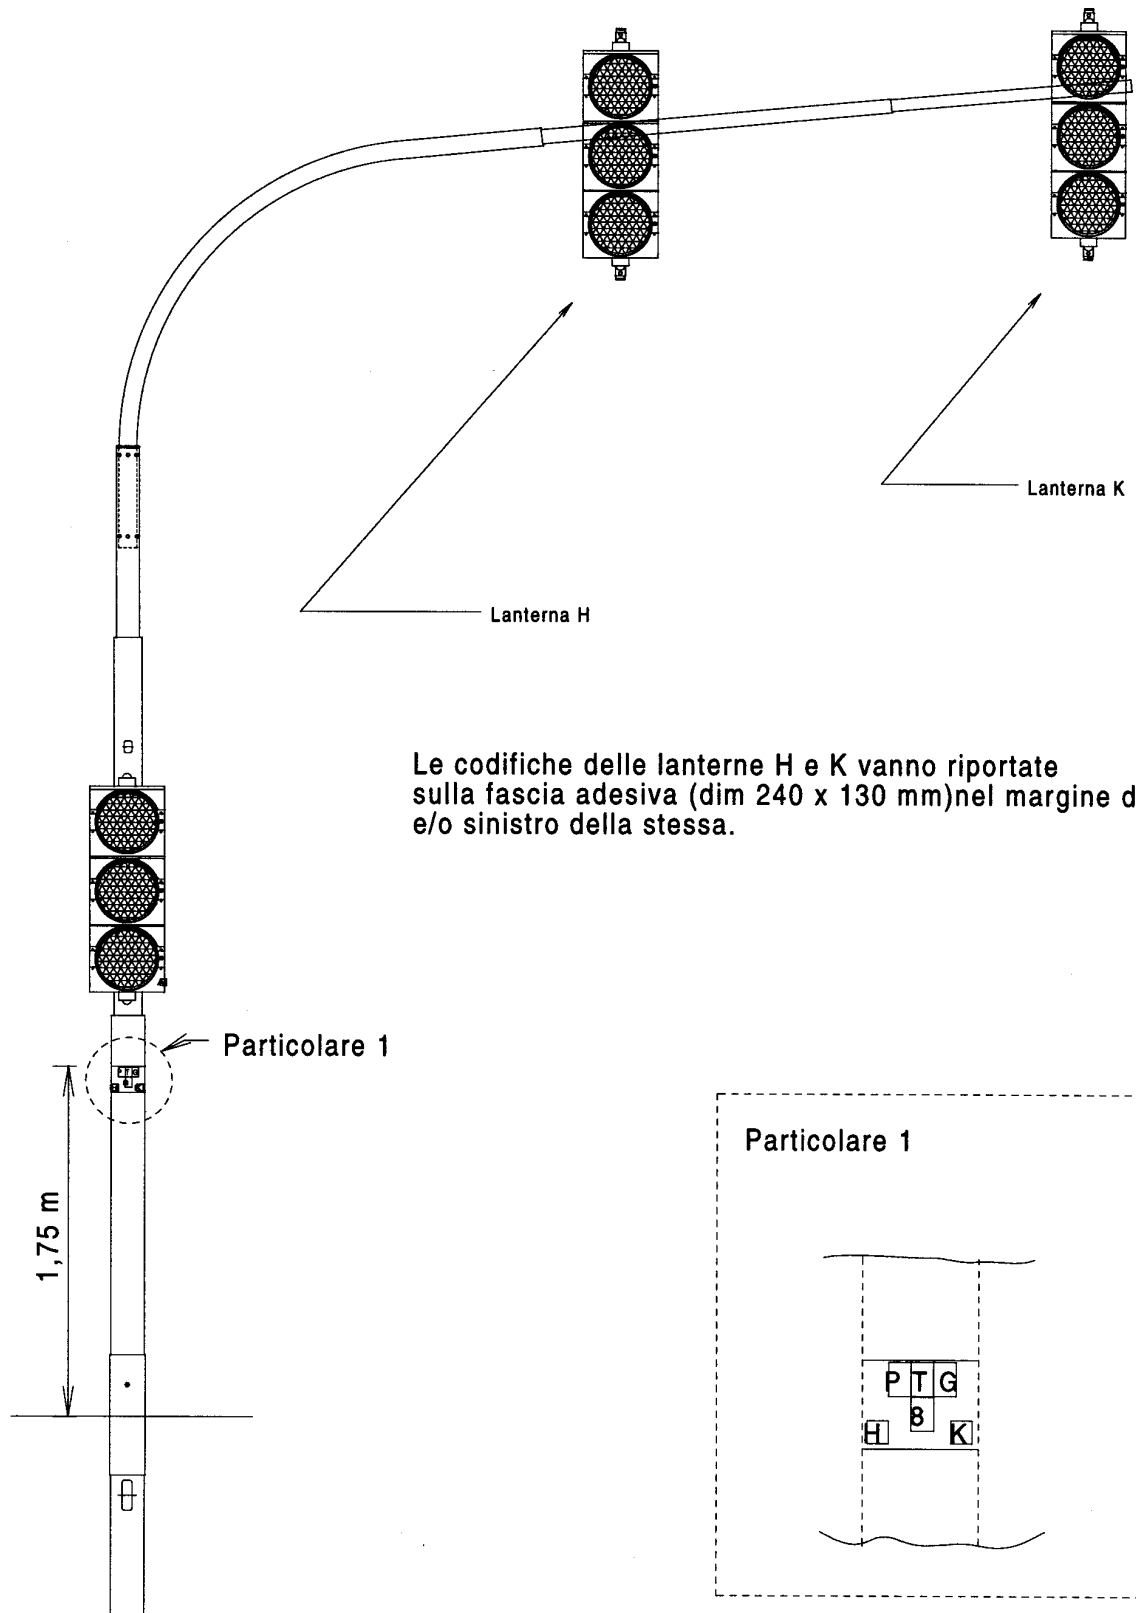 Lanterna K
Lanterna H
Le codifiche delle lanterne H e K vanno riportate
sulla fascia adesiva (dim 240 x 130 mm)nel margine d
e/o sinistro della stessa.
Particolare 1
P T G
8
H K
1,75 m
Particolare 1
P T G
8
H K